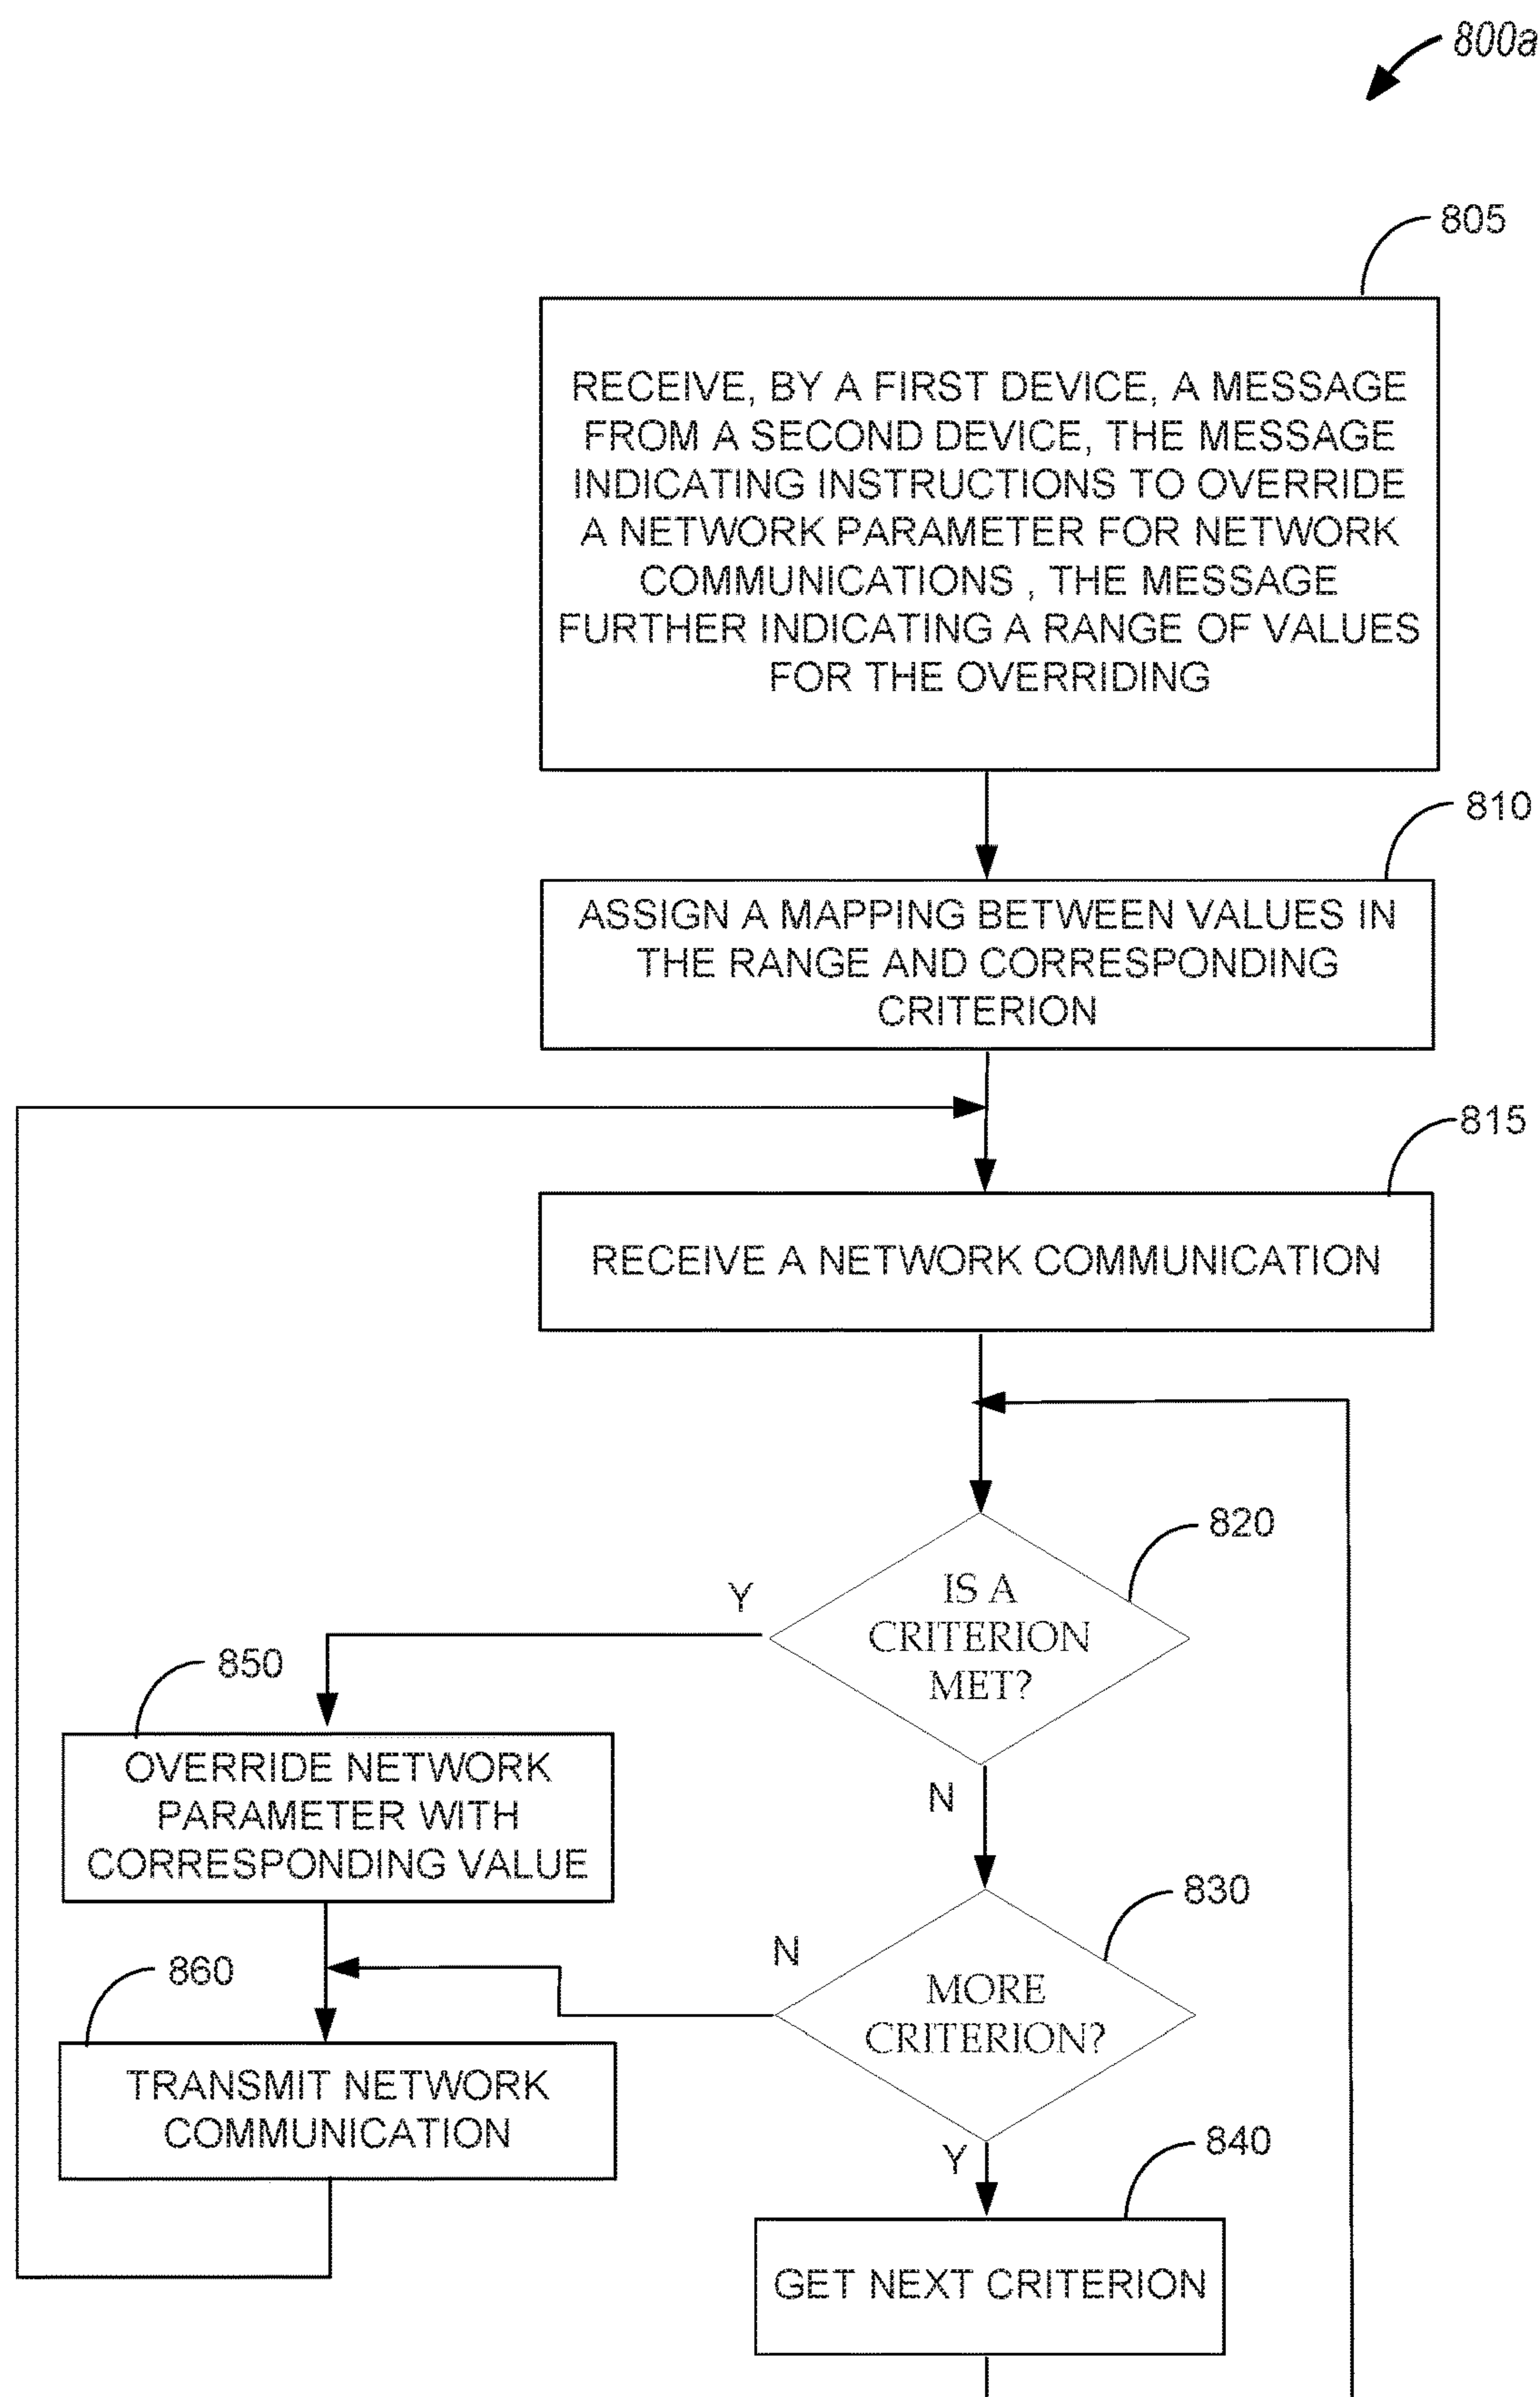 800a
805
RECEIVE, BY A FIRST DEVICE, A MESSAGE
FROM A SECOND DEVICE, THE MESSAGE
INDICATING INSTRUCTIONS TO OVERRIDE
A NETWORK PARAMETER FOR NETWORK
COMMUNICATIONS , THE MESSAGE
FURTHER INDICATING A RANGE OF VALUES
FOR THE OVERRIDING
810
ASSIGN A MAPPING BETWEEN VALUES IN
THE RANGE AND CORRESPONDING
CRITERION
815
RECEIVE A NETWORK COMMUNICATION
820
IS A
CRITERION
MET?
Y
N
850
OVERRIDE NETWORK
PARAMETER WITH
CORRESPONDING VALUE
830
MORE
CRITERION?
N
Y
860
TRANSMIT NETWORK
COMMUNICATION
840
GET NEXT CRITERION